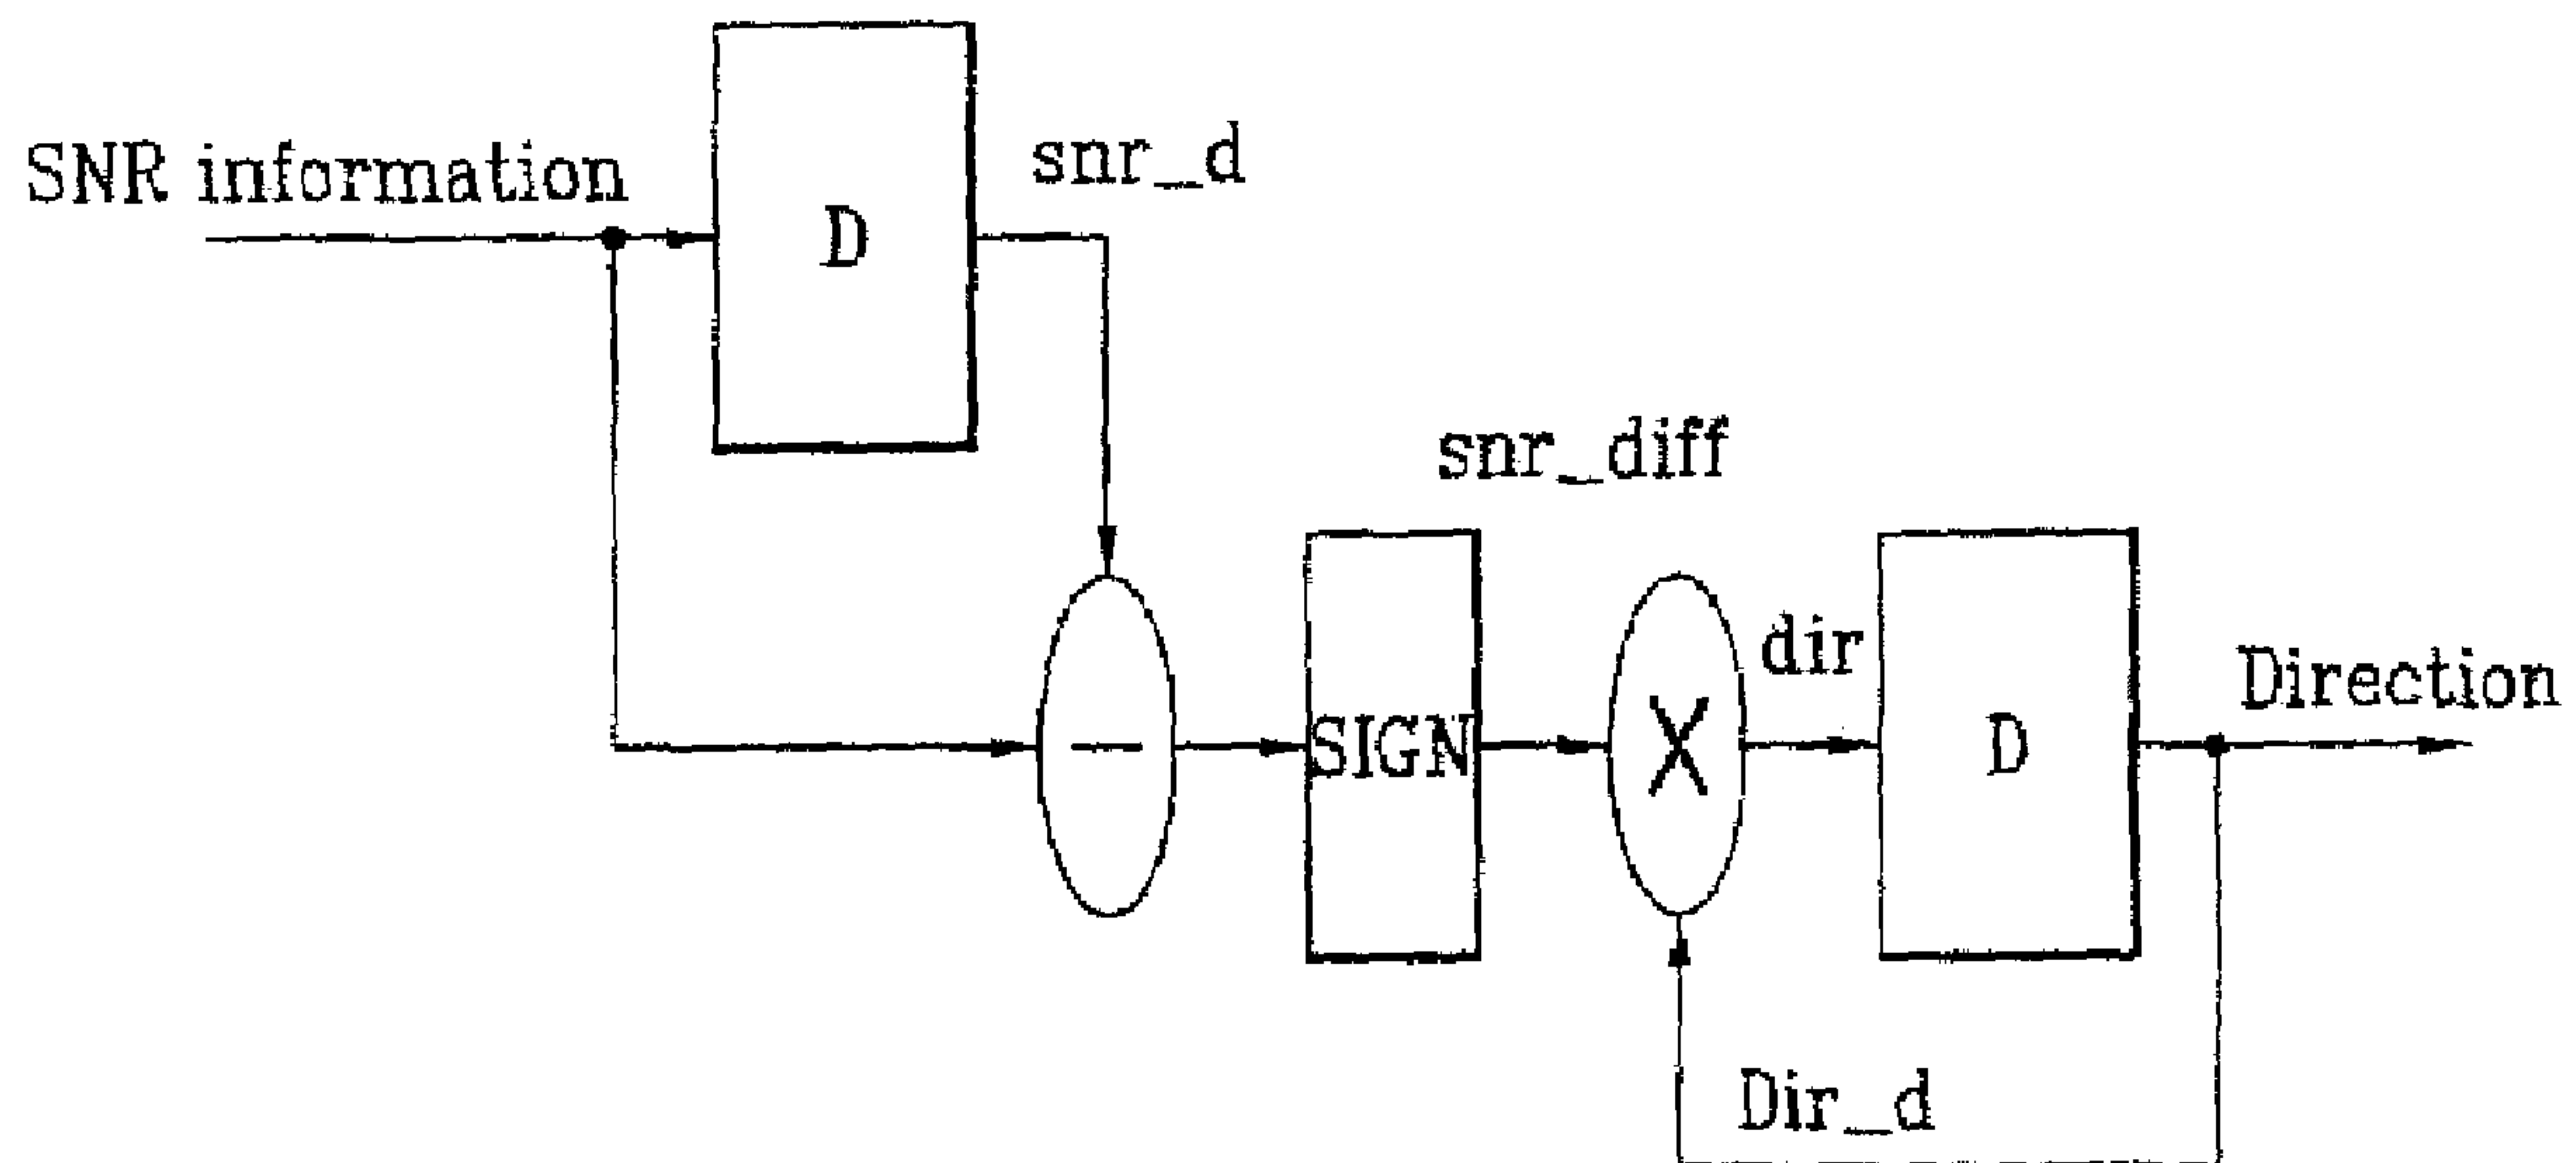 SNR information
D
snr_d
snr_diff
—
SIGN
X
dir
D
Direction
Dir_d